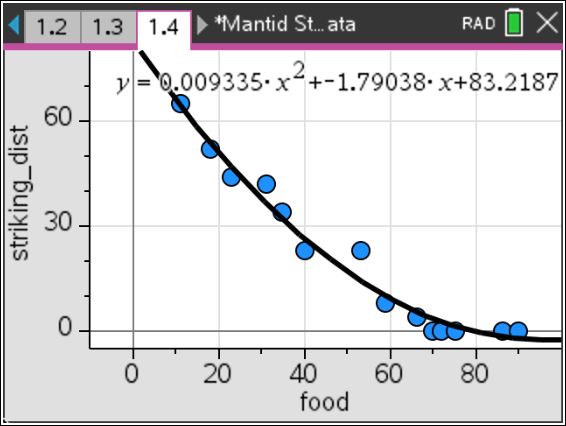 1.2 1.3 1.4 *Mantid St...ata RAD
y = 0.009335· x²+-1.79038· x+83.2187
60
30
0
striking_dist
0 20 40 60 80
food